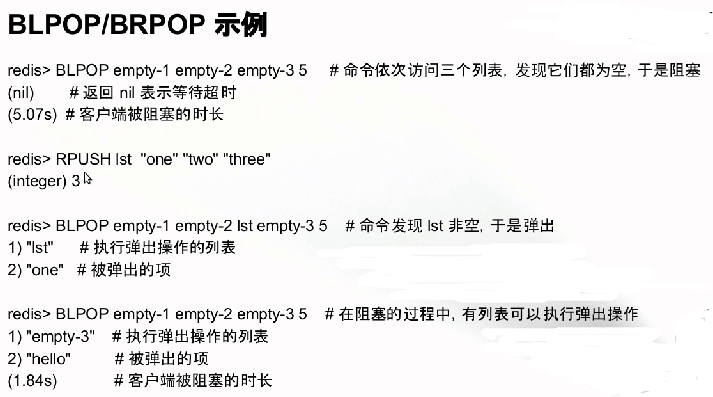 BLPOP/BRPOP 示例
redis> BLPOP empty-1 empty-2 empty-3 5 # 命令依次访问三个列表, 发现它们都为空, 于是阻塞
(nil) # 返回 nil 表示等待超时
(5.07s) # 客户端被阻塞的时长
redis> RPUSH lst "one" "two" "three"
(integer) 3
redis> BLPOP empty-1 empty-2 lst empty-3 5 # 命令发现 lst 非空, 于是弹出
1) "lst" # 执行弹出操作的列表
2) "one" # 被弹出的项
redis> BLPOP empty-1 empty-2 empty-3 5 # 在阻塞的过程中, 有列表可以执行弹出操作
1) "empty-3" # 执行弹出操作的列表
2) "hello" # 被弹出的项
(1.84s) # 客户端被阻塞的时长